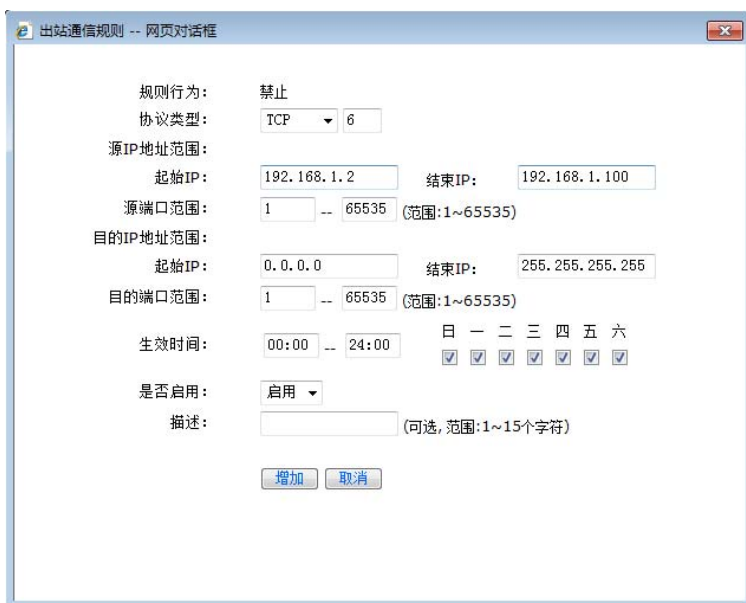 出站通信规则 -- 网页对话框
规则行为： 禁止
协议类型： TCP 6
源IP地址范围：
起始IP： 192.168.1.2 结束IP： 192.168.1.100
源端口范围： 1 -- 65535 (范围:1~65535)
目的IP地址范围：
起始IP： 0.0.0.0 结束IP： 255.255.255.255
目的端口范围： 1 -- 65535 (范围:1~65535)
日 一 二 三 四 五 六
生效时间： 00:00 -- 24:00
是否启用： 启用
描述： (可选,范围:1~15个字符)
增加 取消